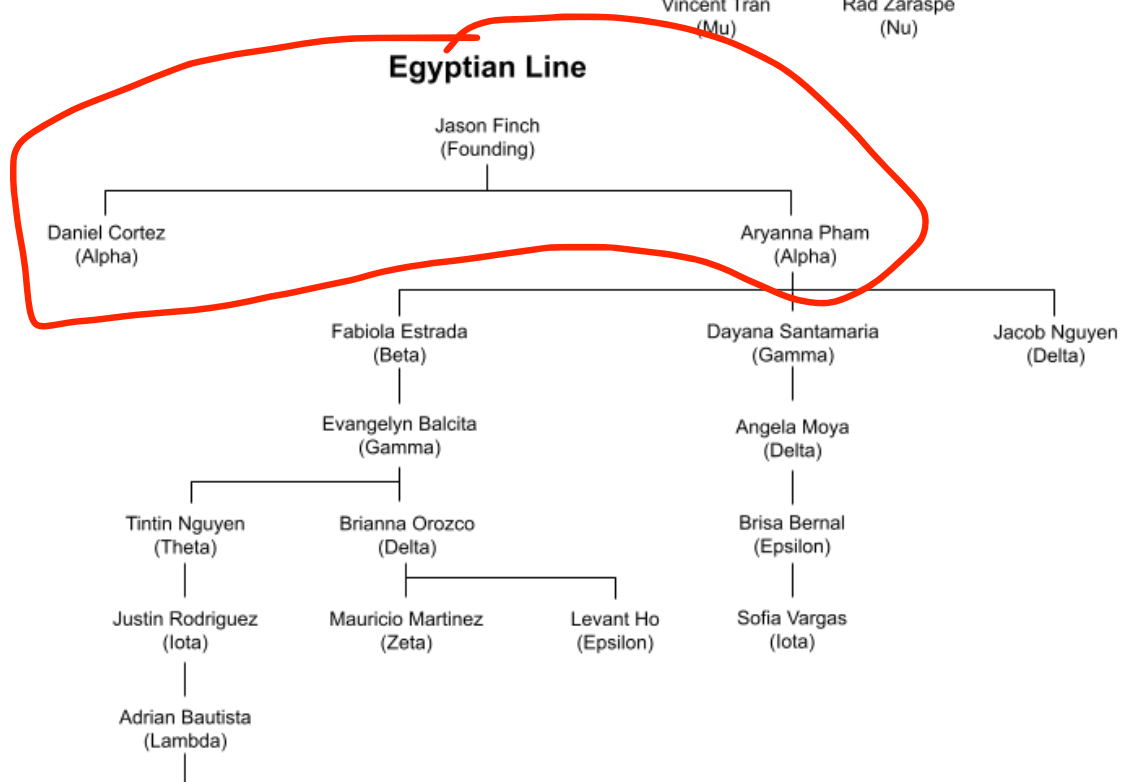 Vincent Tran Rad Zaraspe
(Mu) (Nu)
Egyptian Line
Jason Finch
(Founding)
Daniel Cortez Aryanna Pham
(Alpha) (Alpha)
Fabiola Estrada Dayana Santamaria Jacob Nguyen
(Beta) (Gamma) (Delta)
Evangelyn Balcita Angela Moya
(Gamma) (Delta)
Tintin Nguyen Brianna Orozco Brisa Bernal
(Theta) (Delta) (Epsilon)
Justin Rodriguez Mauricio Martinez Levant Ho Sofia Vargas
(Iota) (Zeta) (Epsilon) (Iota)
Adrian Bautista
(Lambda)